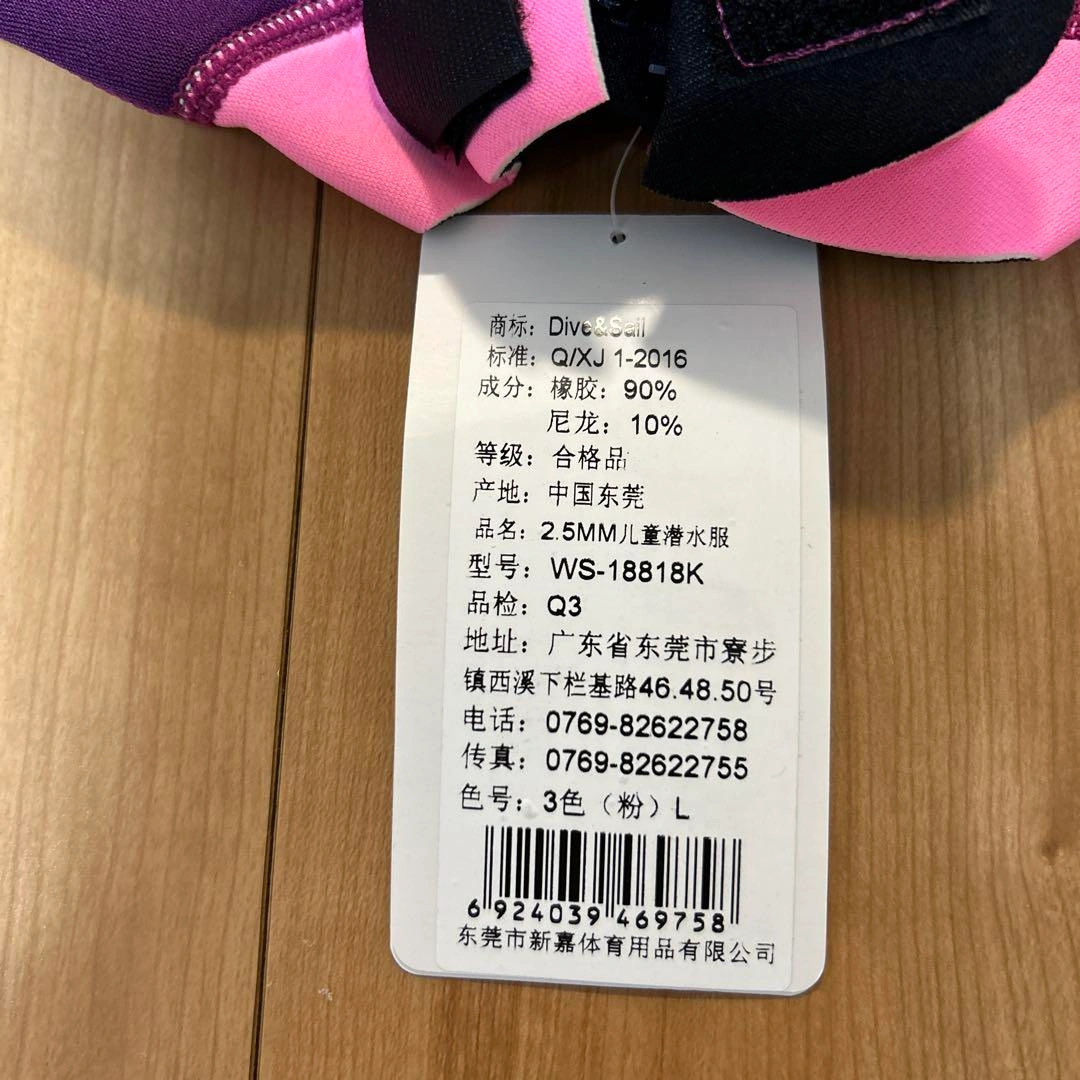 商标：Dive&Sail
标准：Q/XJ 1-2016
成分：橡胶：90%
尼龙：10%
等级：合格品
产地：中国东莞
品名：2.5MM儿童潜水服
型号：WS-18818K
品检：Q3
地址：广东省东莞市寮步
镇西溪下栏基路46.48.50号
电话：0769-82622758
传真：0769-82622755
色号：3色（粉）L
6 924039 469758
东莞市新嘉体育用品有限公司